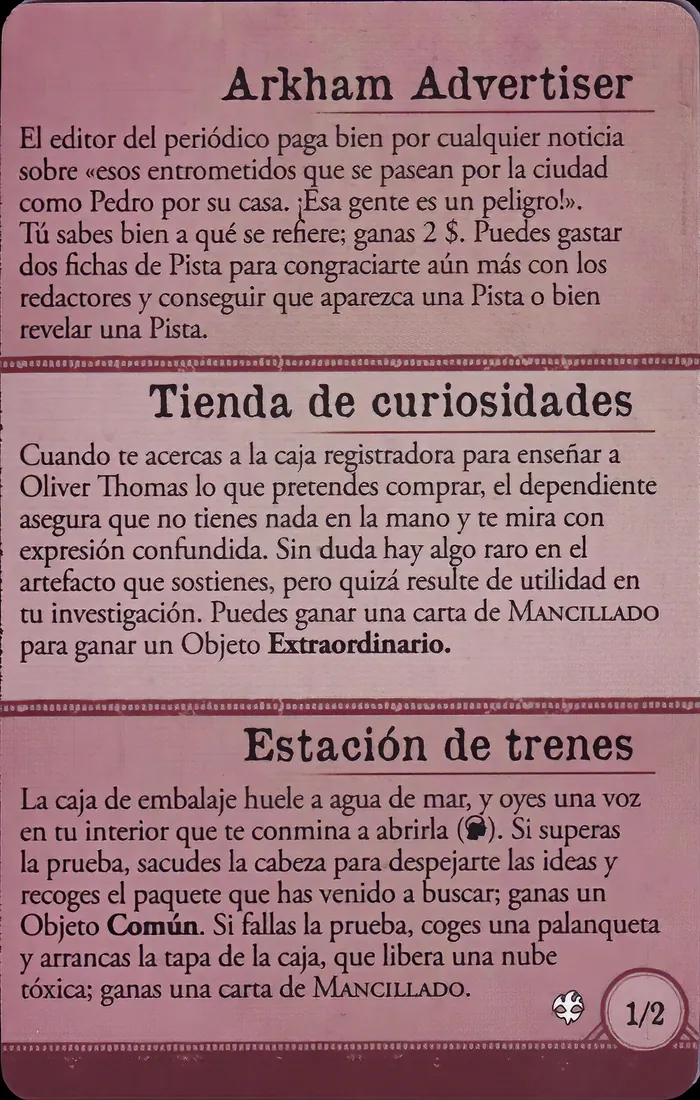 Arkham Advertiser
El editor del periódico paga bien por cualquier noticia
sobre «esos entrometidos que se pasean por la ciudad
como Pedro por su casa. ¡Esa gente es un peligro!».
Tú sabes bien a qué se refiere; ganas 2 $. Puedes gastar
dos fichas de Pista para congraciarte aún más con los
redactores y conseguir que aparezca una Pista o bien
revelar una Pista.
Tienda de curiosidades
Cuando te acercas a la caja registradora para enseñar a
Oliver Thomas lo que pretendes comprar, el dependiente
asegura que no tienes nada en la mano y te mira con
expresión confundida. Sin duda hay algo raro en el
artefacto que sostienes, pero quizá resulte de utilidad en
tu investigación. Puedes ganar una carta de MANCILLADO
para ganar un Objeto Extraordinario.
Estación de trenes
La caja de embalaje huele a agua de mar, y oyes una voz
en tu interior que te conmina a abrirla (). Si superas
la prueba, sacudes la cabeza para despejarte las ideas y
recoges el paquete que has venido a buscar; ganas un
Objeto Común. Si fallas la prueba, coges una palanqueta
y arrancas la tapa de la caja, que libera una nube
tóxica; ganas una carta de MANCILLADO.
1/2